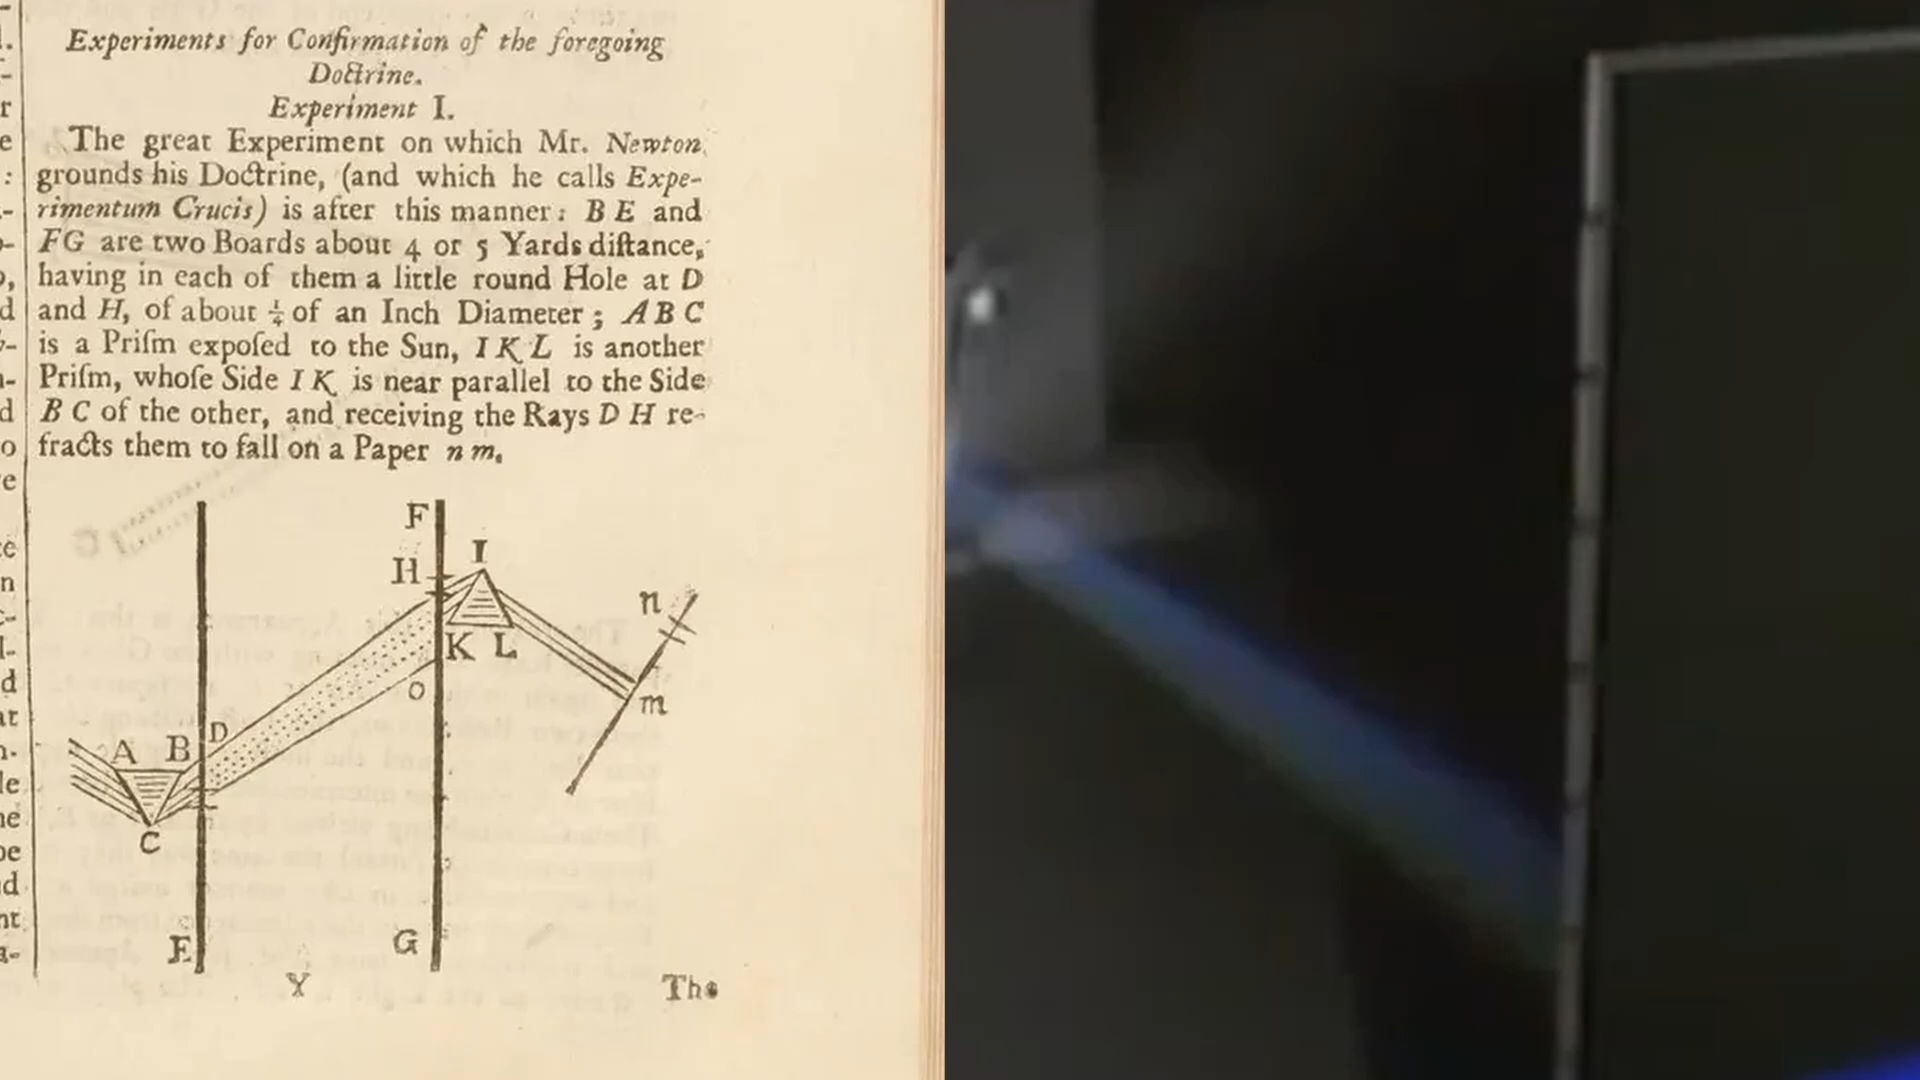 Experiments for Confirmation of the foregoing
Doctrine.
Experiment I.
The great Experiment on which Mr. Newton
grounds his Doctrine, (and which he calls Expe-
rimentum Crucis) is after this manner: B E and
FG are two Boards about 4 or 5 Yards diſtance,
having in each of them a little round Hole at D
and H, of about ¼ of an Inch Diameter; A B C
is a Priſm expoſed to the Sun, I K L is another
Priſm, whoſe Side I K is near parallel to the Side
B C of the other, and receiving the Rays D H re-
fracts them to fall on a Paper n m.
F
I
H
n
K L
O
m
D
A B
C
E
G
Y
The